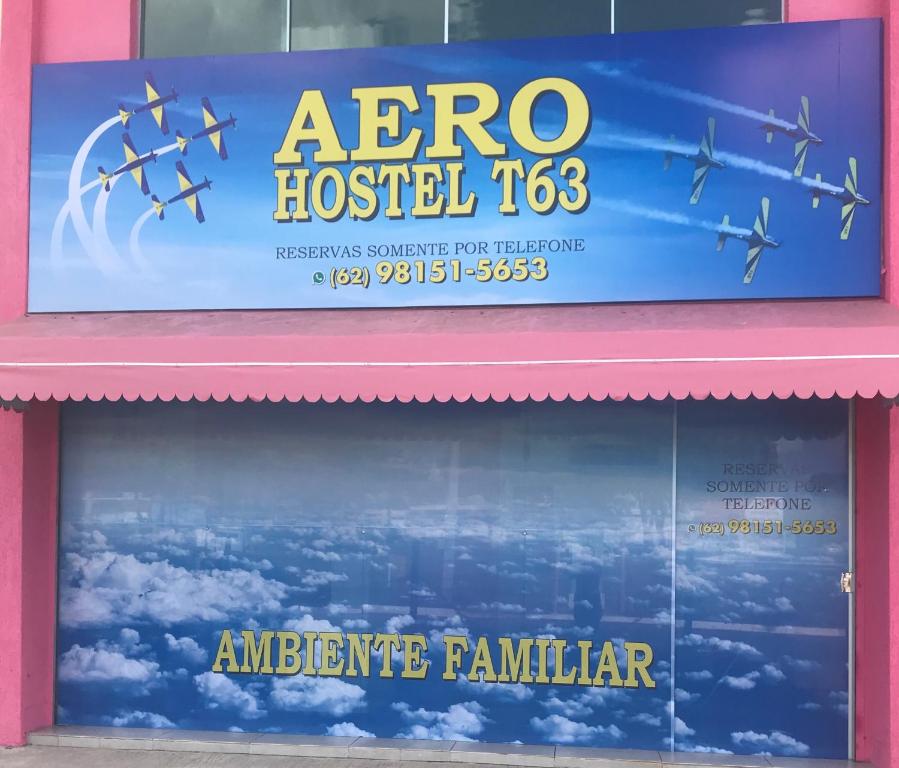 AERO
HOSTEL T63
RESERVAS SOMENTE POR TELEFONE
(62) 98151-5653
RESERVAS
SOMENTE POR
TELEFONE
(62) 98151-5653
AMBIENTE FAMILIAR